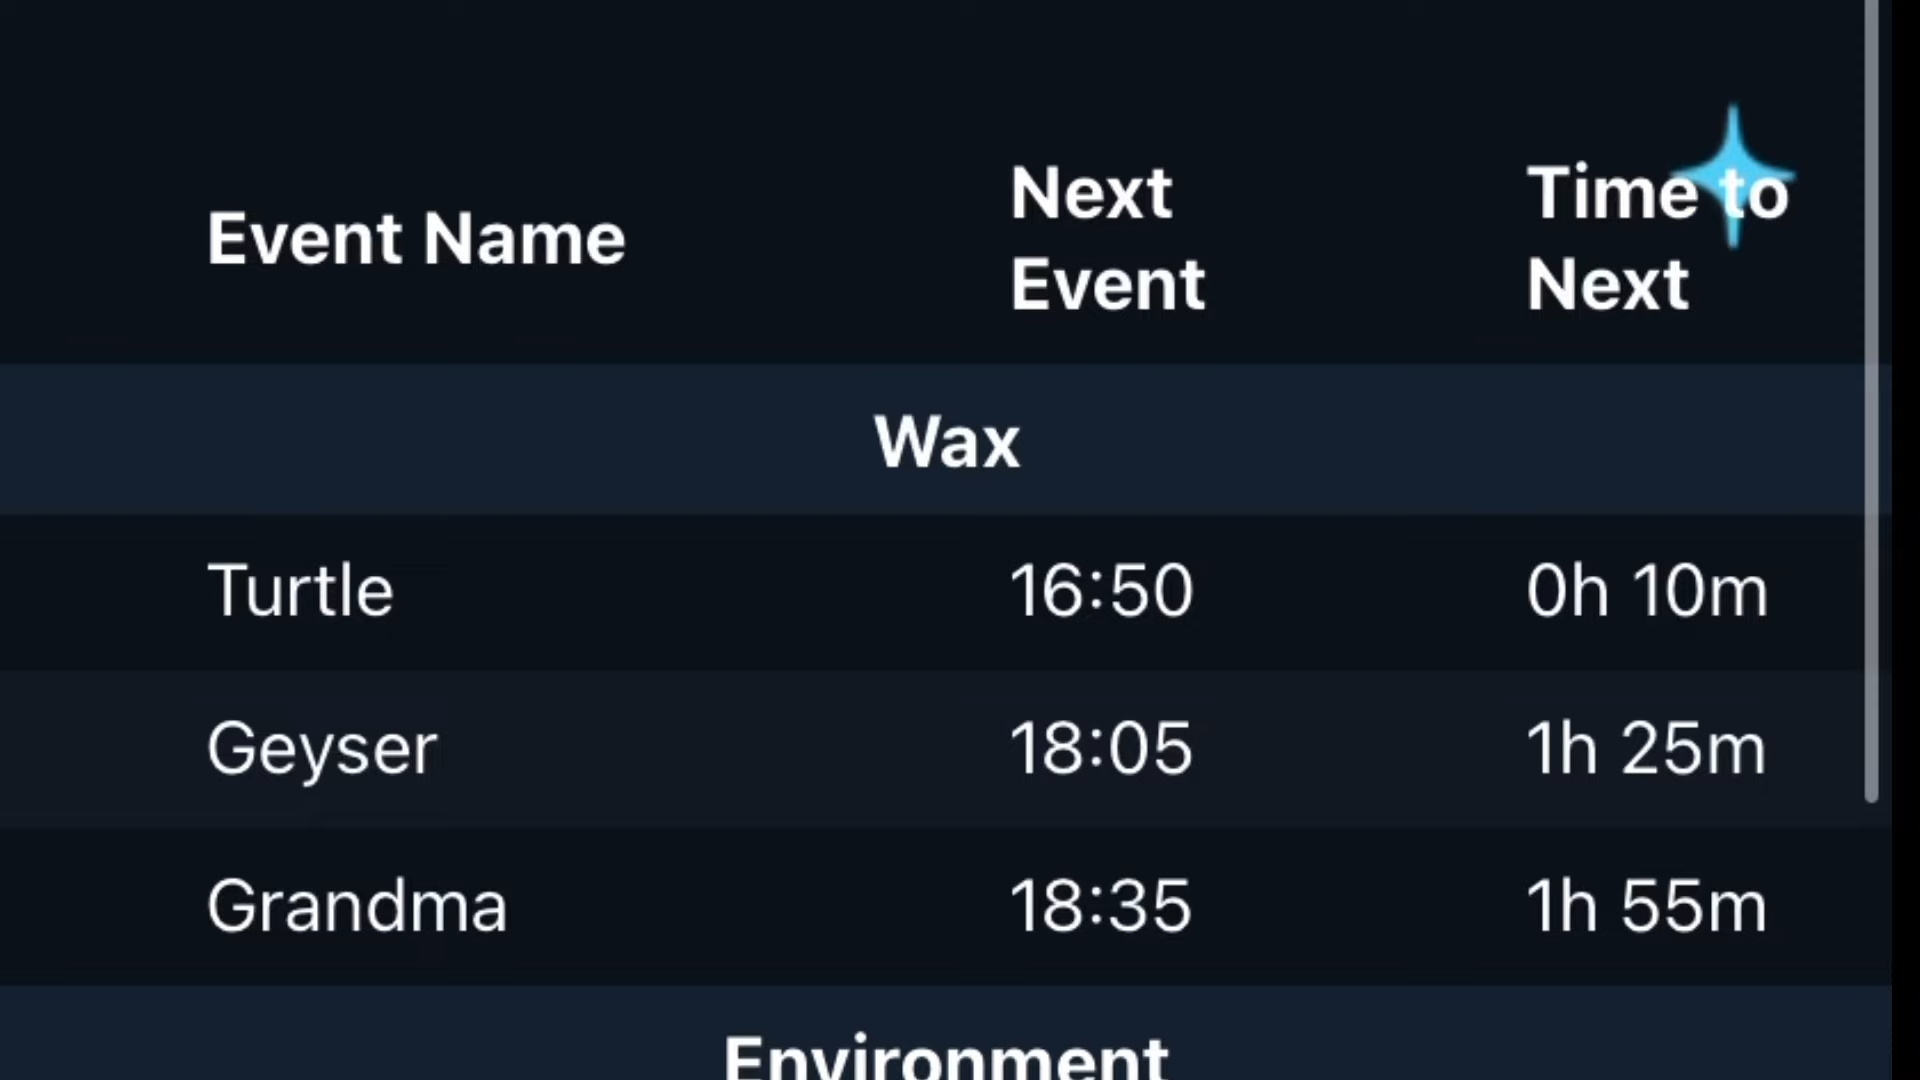 Event Name
Next
Event
Time to
Next
Wax
Turtle 16:50 0h 10m
Geyser 18:05 1h 25m
Grandma 18:35 1h 55m
Environment